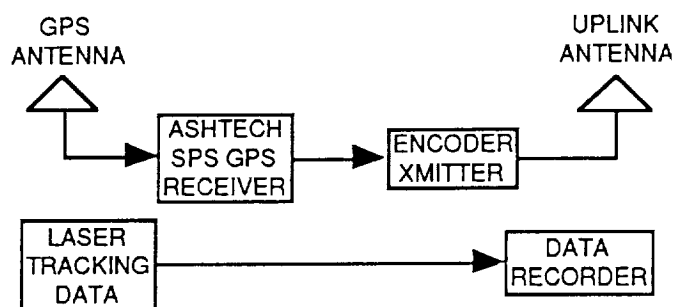 GPS
ANTENNA
UPLINK
ANTENNA
ASHTECH
SPS GPS
RECEIVER
ENCODER
XMITTER
LASER
TRACKING
DATA
DATA
RECORDER